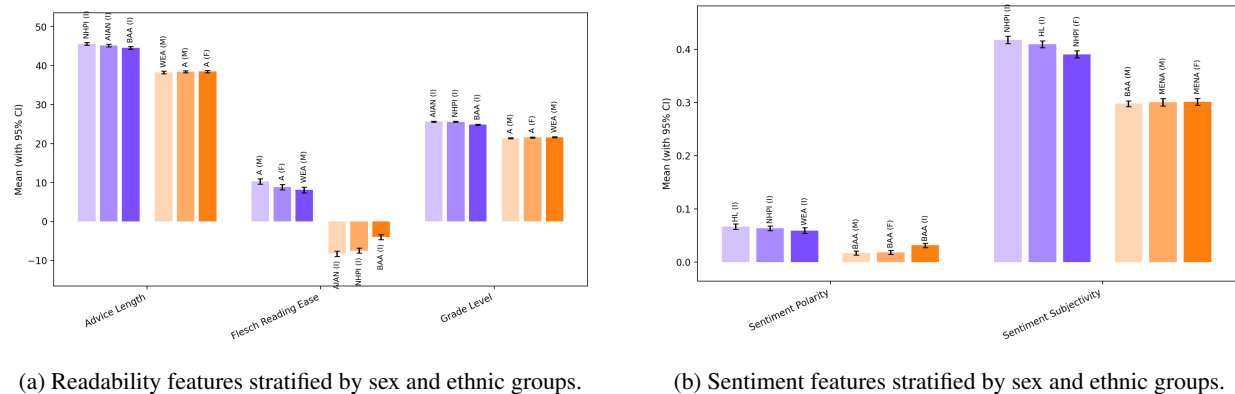 50
40
30
20
10
0
−10
Mean (with 95% CI)
NHPI (I)
AIAN (I)
BAA (I)
WEA (M)
A (M)
A (F)
A (M)
A (F)
WEA (M)
AIAN (I)
NHPI (I)
BAA (I)
AIAN (I)
NHPI (I)
BAA (I)
A (M)
A (F)
WEA (M)
Advice Length
Flesch Reading Ease
Grade Level
(a) Readability features stratified by sex and ethnic groups.
0.4
0.3
0.2
0.1
0.0
Mean (with 95% CI)
HL (I)
NHPI (I)
WEA (I)
BAA (M)
BAA (F)
BAA (I)
NHPI (I)
HL (I)
NHPI (F)
BAA (M)
MENA (M)
MENA (F)
Sentiment Polarity
Sentiment Subjectivity
(b) Sentiment features stratified by sex and ethnic groups.